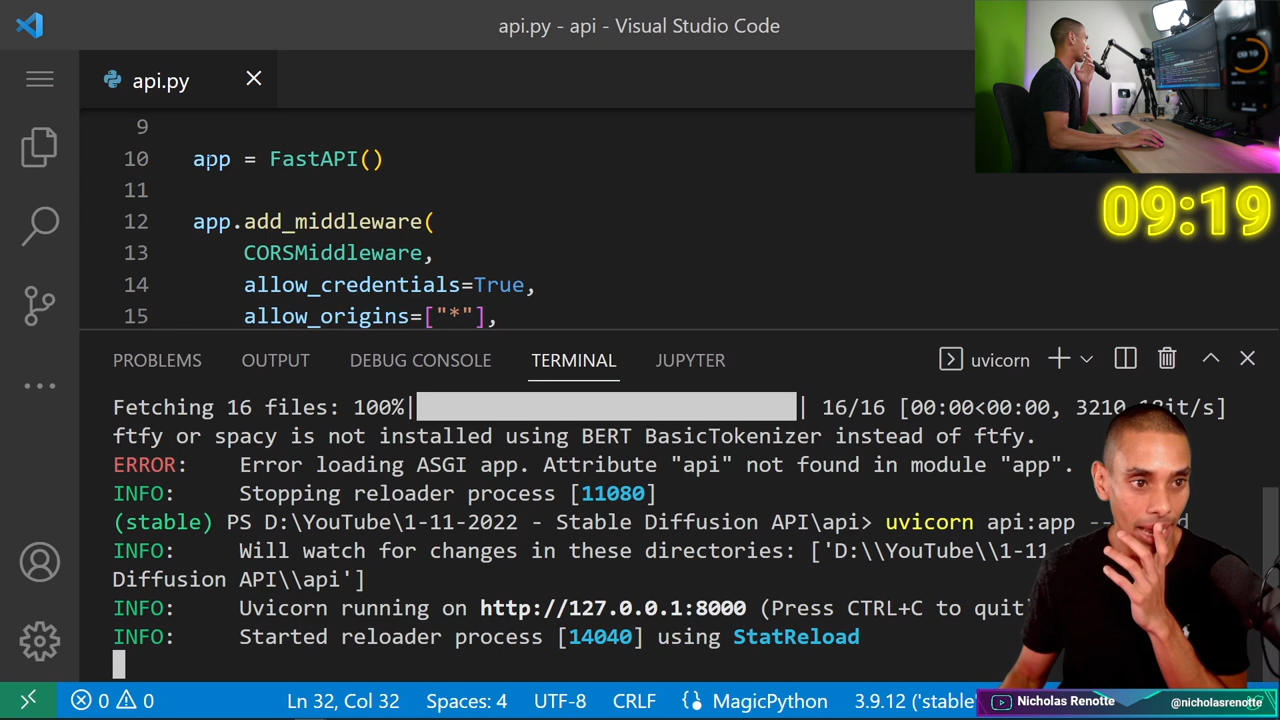 api.py - api - Visual Studio Code
api.py
09:19
9
10 app = FastAPI()
11
12 app.add_middleware(
13 CORSMiddleware,
14 allow_credentials=True,
15 allow_origins=["*"],
PROBLEMS OUTPUT DEBUG CONSOLE TERMINAL JUPYTER uvicorn
Fetching 16 files: 100%| | 16/16 [00:00<00:00, 3210.18it/s]
ftfy or spacy is not installed using BERT BasicTokenizer instead of ftfy.
ERROR: Error loading ASGI app. Attribute "api" not found in module "app".
INFO: Stopping reloader process [11080]
(stable) PS D:\YouTube\1-11-2022 - Stable Diffusion API\api> uvicorn api:app --
INFO: Will watch for changes in these directories: ['D:\\YouTube\\1-11
Diffusion API\\api']
INFO: Uvicorn running on http://127.0.0.1:8000 (Press CTRL+C to quit
INFO: Started reloader process [14040] using StatReload
0 0 Ln 32, Col 32 Spaces: 4 UTF-8 CRLF MagicPython 3.9.12 ('stable'
Nicholas Renotte @nicholasrenotte